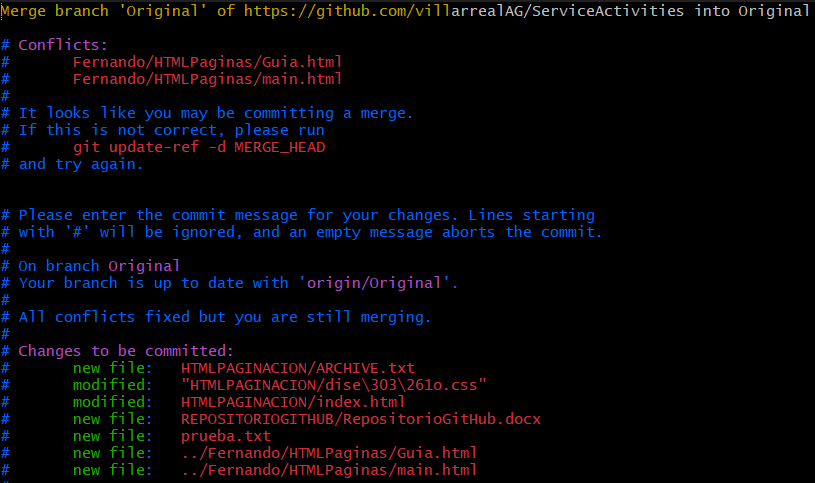 Merge branch 'Original' of https://github.com/villarrealAG/ServiceActivities into Original
# Conflicts:
#       Fernando/HTMLPaginas/Guia.html
#       Fernando/HTMLPaginas/main.html
#
# It looks like you may be committing a merge.
# If this is not correct, please run
#       git update-ref -d MERGE_HEAD
# and try again.
# Please enter the commit message for your changes. Lines starting
# with '#' will be ignored, and an empty message aborts the commit.
#
# On branch Original
# Your branch is up to date with 'origin/Original'.
#
# All conflicts fixed but you are still merging.
#
# Changes to be committed:
#       new file:   HTMLPAGINACION/ARCHIVE.txt
#       modified:   "HTMLPAGINACION/dise\303\261o.css"
#       modified:   HTMLPAGINACION/index.html
#       new file:   REPOSITORIOGITHUB/RepositorioGitHub.docx
#       new file:   prueba.txt
#       new file:   ../Fernando/HTMLPaginas/Guia.html
#       new file:   ../Fernando/HTMLPaginas/main.html
#